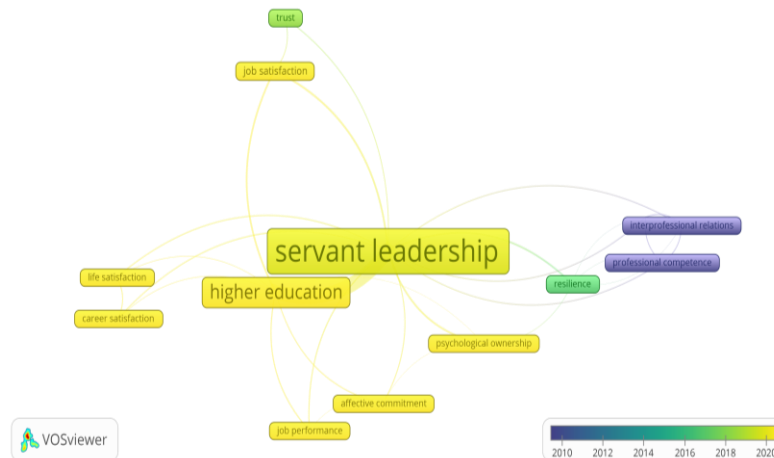 trust
job satisfaction
servant leadership
interprofessional relations
professional competence
life satisfaction
resilience
higher education
career satisfaction
psychological ownership
affective commitment
job performance
VOSviewer
2010 2012 2014 2016 2018 2020